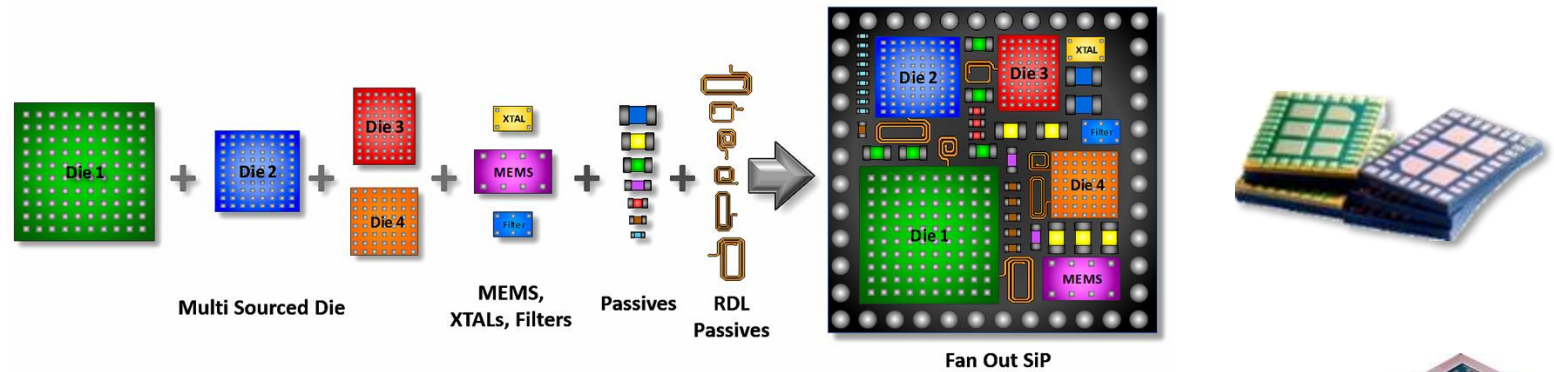 Die 1
Die 2
Die 3
Die 4
Multi Sourced Die
XTAL
MEMS
Filter
MEMS,
XTALs, Filters
Passives
RDL
Passives
Die 2
Die 3
XTAL
Filter
Die 4
Die 1
MEMS
Fan Out SiP